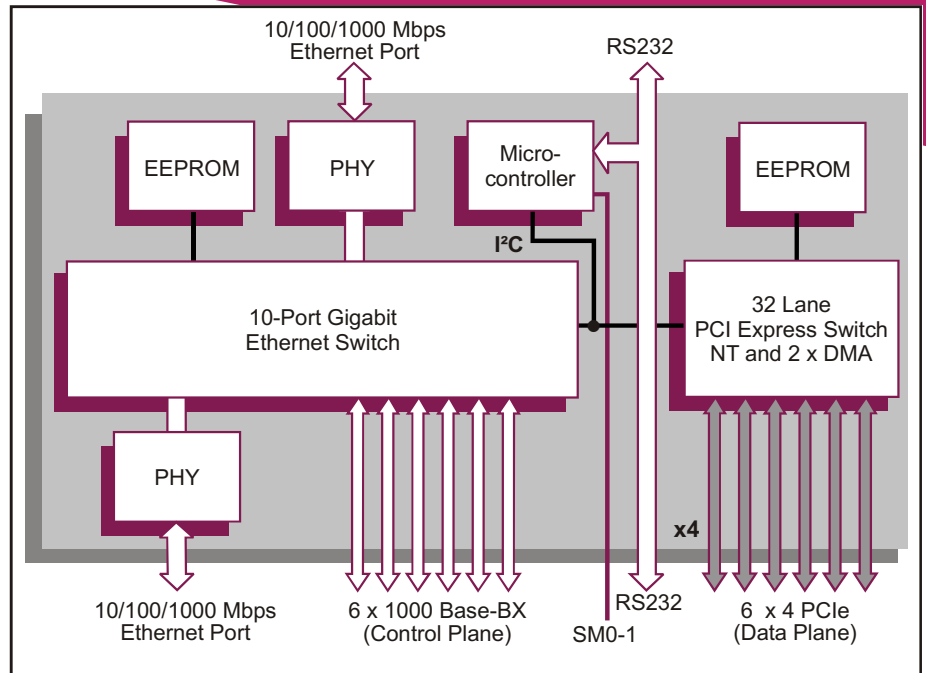 10/100/1000 Mbps
Ethernet Port
RS232
EEPROM
PHY
Micro-
controller
EEPROM
I²C
10-Port Gigabit
Ethernet Switch
32 Lane
PCI Express Switch
NT and 2 x DMA
PHY
x4
10/100/1000 Mbps
Ethernet Port
6 x 1000 Base-BX
(Control Plane)
SM0-1
RS232
6 x 4 PCIe
(Data Plane)